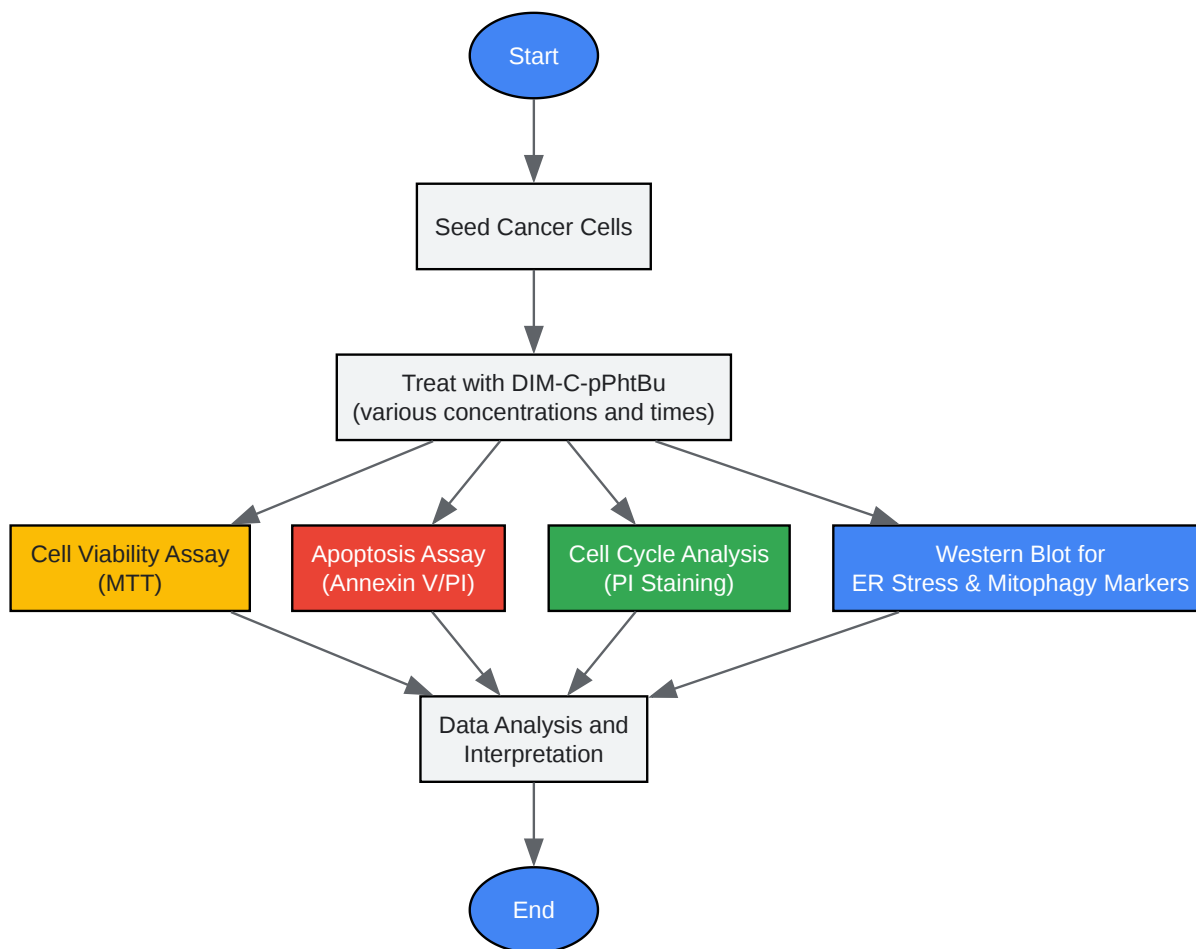 Start
Seed Cancer Cells
Treat with DIM-C-pPhtBu
(various concentrations and times)
Cell Viability Assay
(MTT)
Apoptosis Assay
(Annexin V/PI)
Cell Cycle Analysis
(PI Staining)
Western Blot for
ER Stress & Mitophagy Markers
Data Analysis and
Interpretation
End